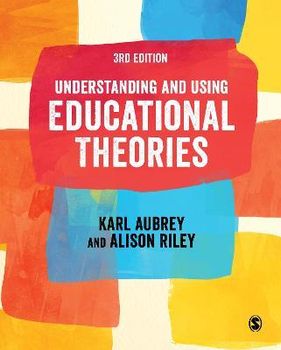 3RD EDITION
UNDERSTANDING AND USING
EDUCATIONAL
THEORIES
KARL AUBREY
AND ALISON RILEY
S